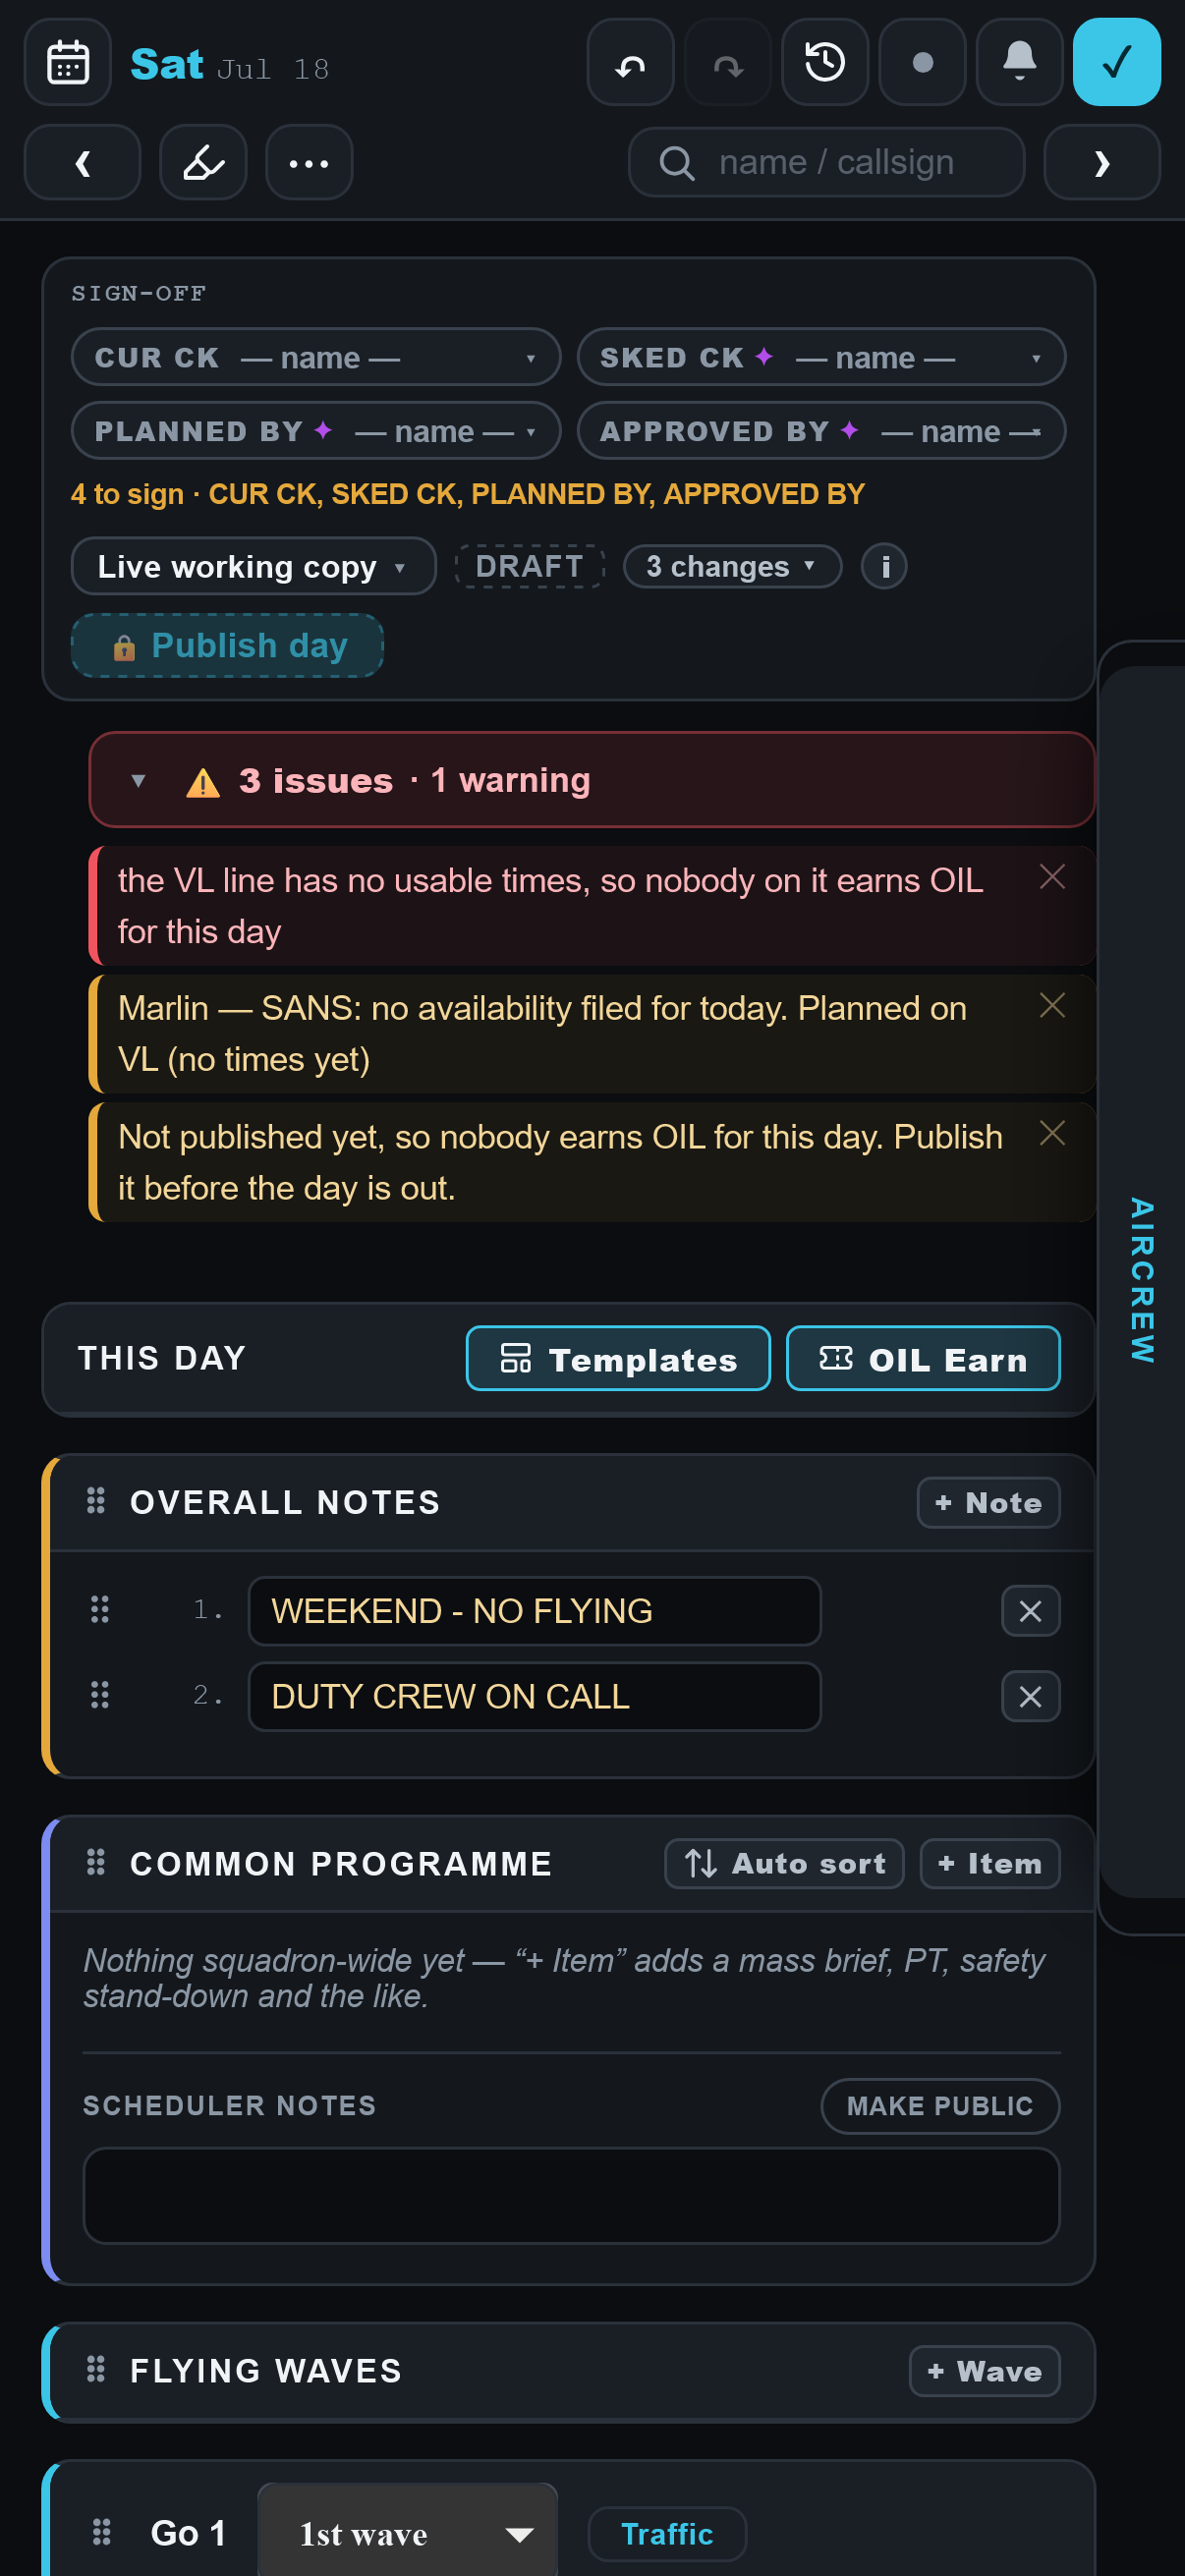 Sat Jul 18
name / callsign
SIGN-OFF
CUR CK — name —
SKED CK ✦ — name —
PLANNED BY ✦ — name —
APPROVED BY ✦ — name —
4 to sign · CUR CK, SKED CK, PLANNED BY, APPROVED BY
Live working copy
DRAFT
3 changes
i
Publish day
3 issues · 1 warning
the VL line has no usable times, so nobody on it earns OIL
for this day
Marlin — SANS: no availability filed for today. Planned on
VL (no times yet)
Not published yet, so nobody earns OIL for this day. Publish
it before the day is out.
AIRCREW
THIS DAY
Templates
OIL Earn
OVERALL NOTES
+ Note
1. WEEKEND - NO FLYING
2. DUTY CREW ON CALL
COMMON PROGRAMME
Auto sort
+ Item
Nothing squadron-wide yet — “+ Item” adds a mass brief, PT, safety
stand-down and the like.
SCHEDULER NOTES
MAKE PUBLIC
FLYING WAVES
+ Wave
Go 1
1st wave
Traffic